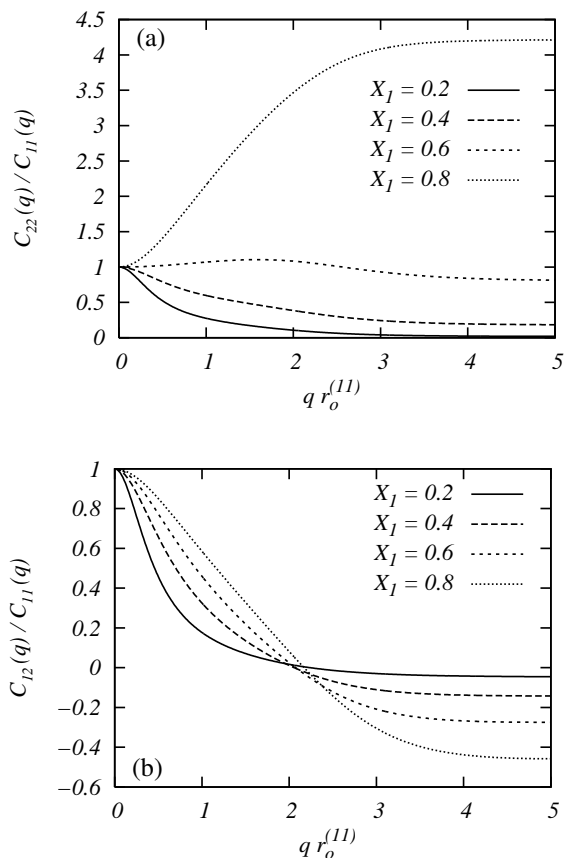 (a)
4.5
4
3.5
3
2.5
2
1.5
1
0.5
0
C22(q) / C11(q)
X1 = 0.2
X1 = 0.4
X1 = 0.6
X1 = 0.8
0 1 2 3 4 5
q ro(11)
1
0.8
0.6
0.4
0.2
0
−0.2
−0.4
−0.6
C12(q) / C11(q)
X1 = 0.2
X1 = 0.4
X1 = 0.6
X1 = 0.8
(b)
0 1 2 3 4 5
q ro(11)